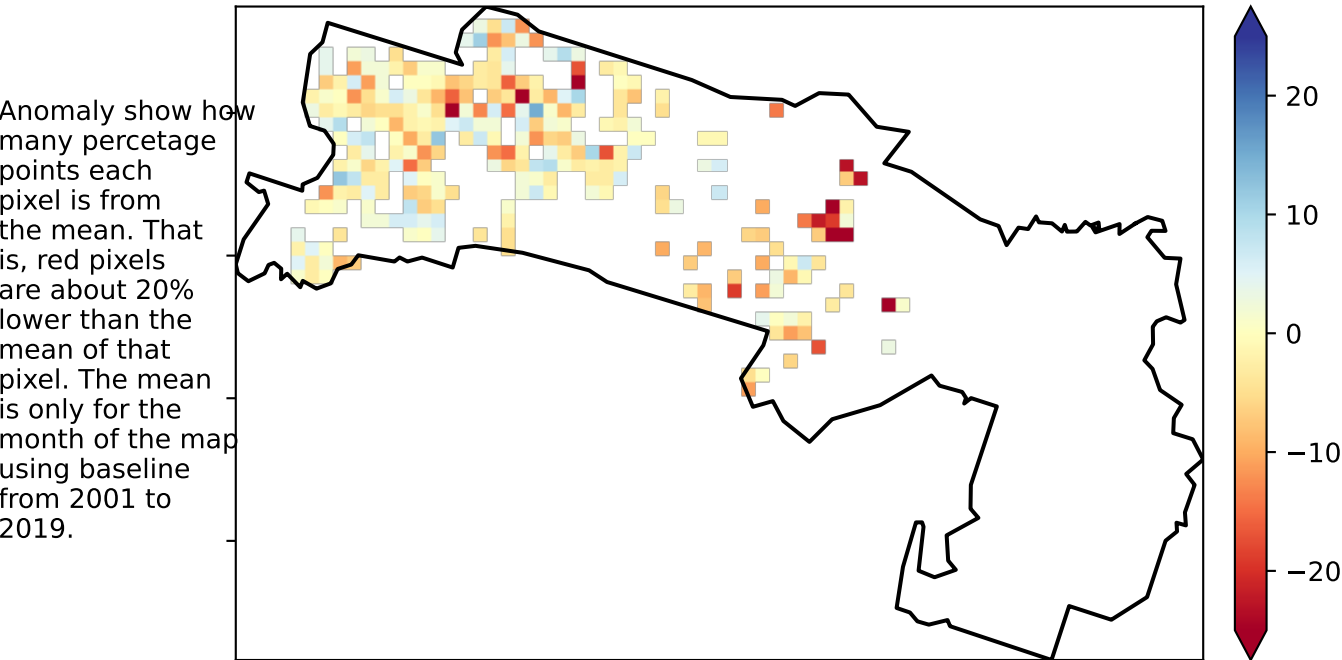 Anomaly show how
many percetage
points each
pixel is from
the mean. That
is, red pixels
are about 20%
lower than the
mean of that
pixel. The mean
is only for the
month of the map
using baseline
from 2001 to
2019.
20
10
0
−10
−20